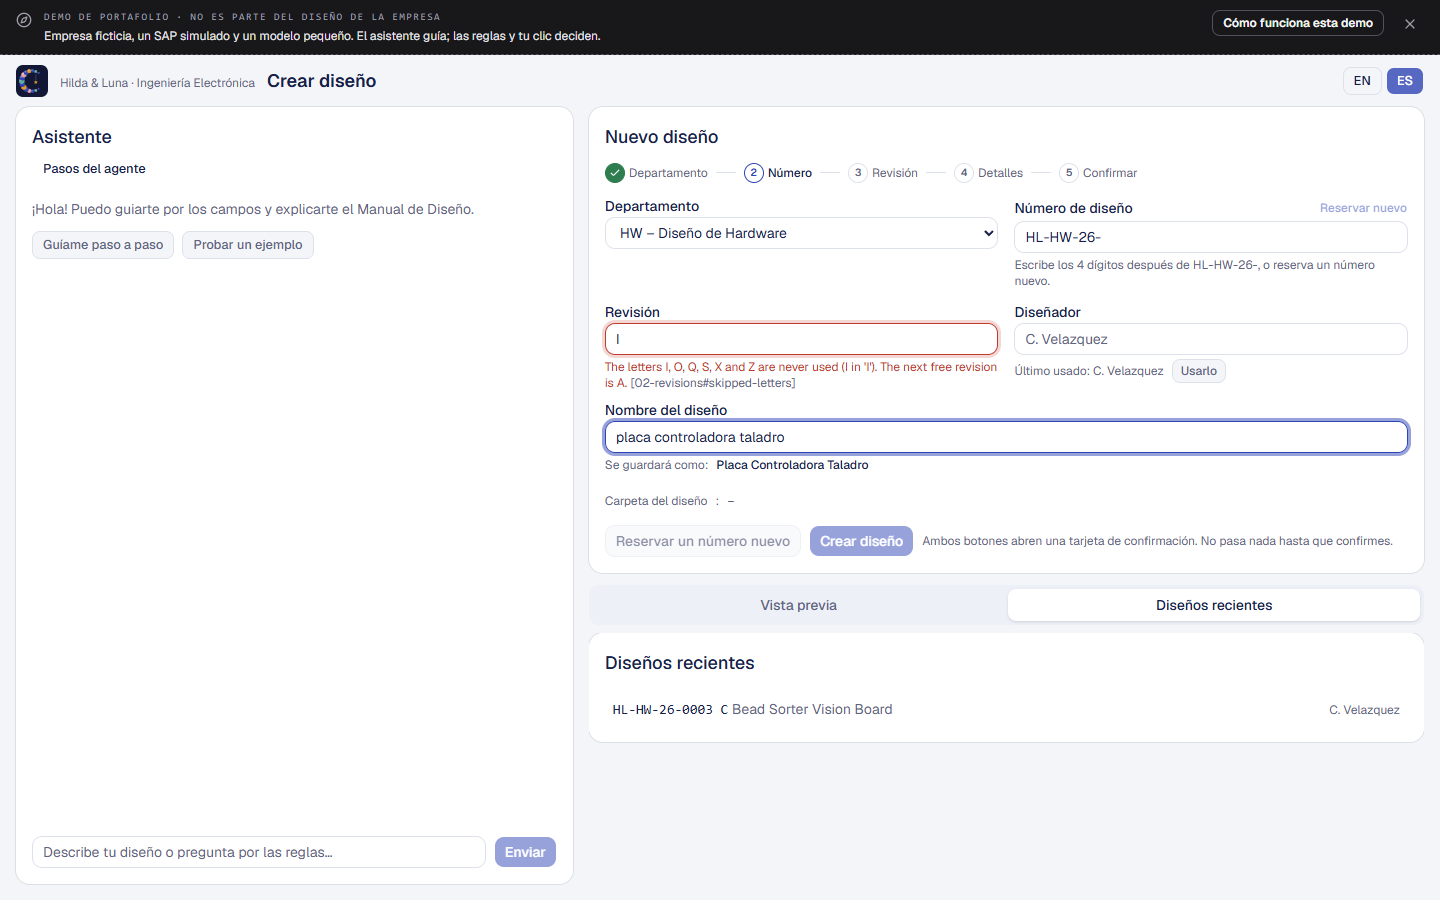 DEMO DE PORTAFOLIO · NO ES PARTE DEL DISEÑO DE LA EMPRESA
Empresa ficticia, un SAP simulado y un modelo pequeño. El asistente guía; las reglas y tu clic deciden.
Cómo funciona esta demo
Hilda & Luna · Ingeniería Electrónica
Crear diseño
EN
ES
Asistente
Pasos del agente
¡Hola! Puedo guiarte por los campos y explicarte el Manual de Diseño.
Guíame paso a paso
Probar un ejemplo
Describe tu diseño o pregunta por las reglas...
Enviar
Nuevo diseño
Departamento
2 Número
3 Revisión
4 Detalles
5 Confirmar
Departamento
HW – Diseño de Hardware
Número de diseño
Reservar nuevo
HL-HW-26-
Escribe los 4 dígitos después de HL-HW-26-, o reserva un número
nuevo.
Revisión
I
The letters I, O, Q, S, X and Z are never used (I in 'I'). The next free revision
is A. [02-revisions#skipped-letters]
Diseñador
C. Velazquez
Último usado: C. Velazquez
Usarlo
Nombre del diseño
placa controladora taladro
Se guardará como: Placa Controladora Taladro
Carpeta del diseño : –
Reservar un número nuevo
Crear diseño
Ambos botones abren una tarjeta de confirmación. No pasa nada hasta que confirmes.
Vista previa
Diseños recientes
Diseños recientes
HL-HW-26-0003 C Bead Sorter Vision Board
C. Velazquez